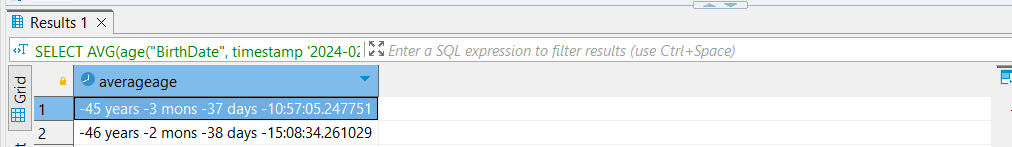 Results 1
SELECT AVG(age("BirthDate", timestamp '2024-02
Enter a SQL expression to filter results (use Ctrl+Space)
Grid
averageage
1
-45 years -3 mons -37 days -10:57:05.247751
2
-46 years -2 mons -38 days -15:08:34.261029